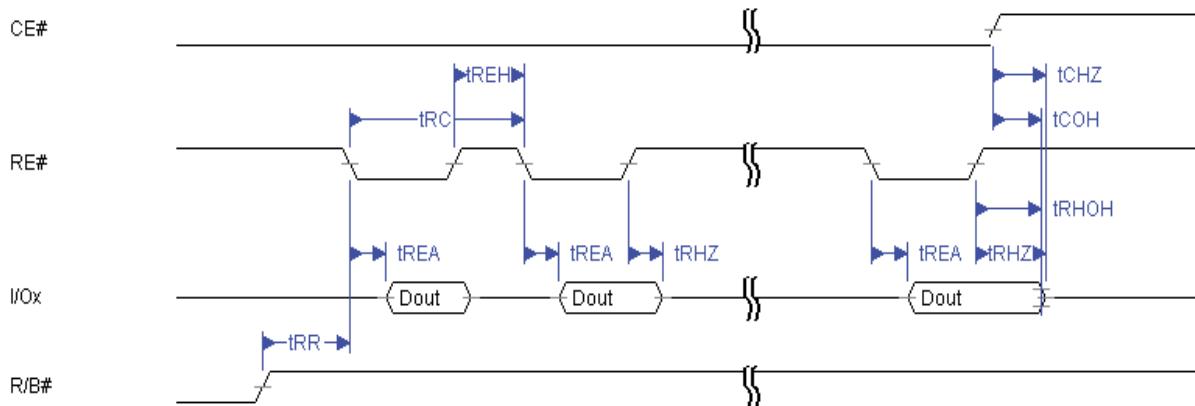 CE#
tREH
tCHZ
tRC
tCOH
RE#
tRHOH
tREA
tREA
tRHZ
tREA
tRHZ
I/Ox
Dout
Dout
Dout
tRR
R/B#